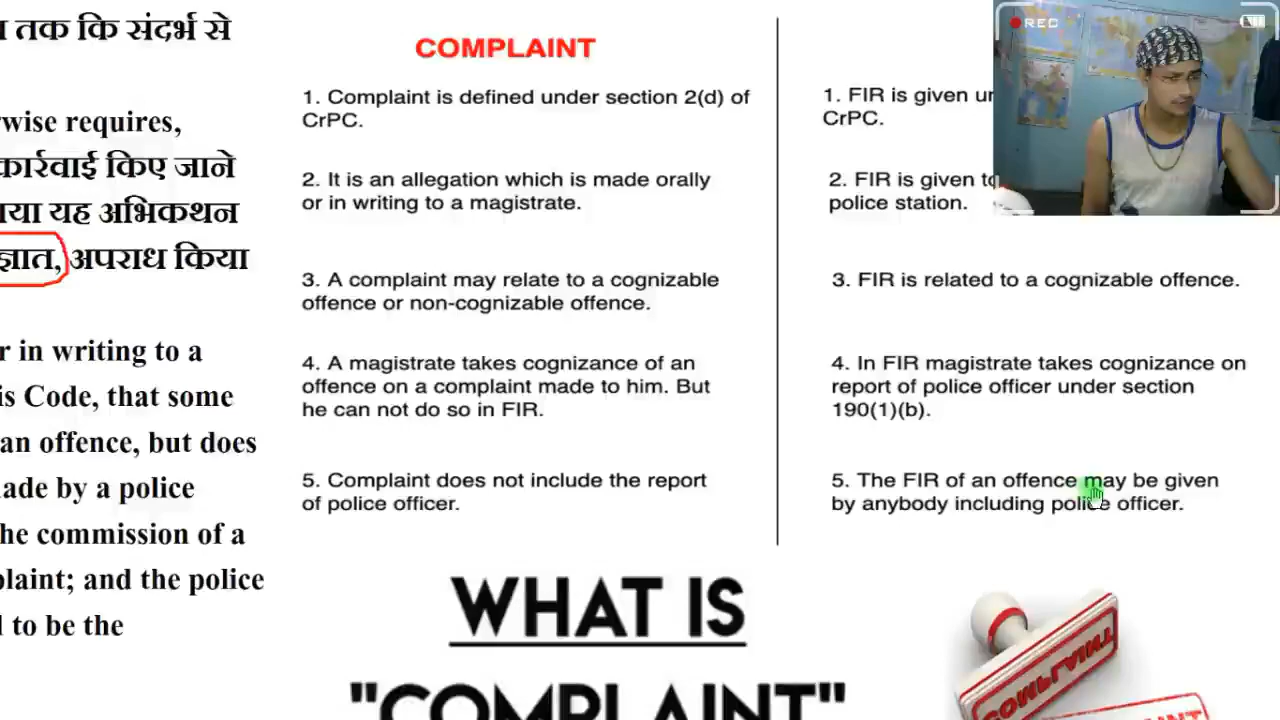 तक कि संदर्भ से
wise requires,
कार्रवाई किए जाने
या यह अभिकथन
ज्ञात, अपराध किया
r in writing to a
is Code, that some
an offence, but does
ade by a police
he commission of a
laint; and the police
to be the
COMPLAINT
1. Complaint is defined under section 2(d) of
CrPC.
2. It is an allegation which is made orally
or in writing to a magistrate.
3. A complaint may relate to a cognizable
offence or non-cognizable offence.
4. A magistrate takes cognizance of an
offence on a complaint made to him. But
he can not do so in FIR.
5. Complaint does not include the report
of police officer.
1. FIR is given un
CrPC.
2. FIR is given to
police station.
3. FIR is related to a cognizable offence.
4. In FIR magistrate takes cognizance on
report of police officer under section
190(1)(b).
5. The FIR of an offence may be given
by anybody including police officer.
REC
WHAT IS
"COMPLAINT"
COMPLAINT